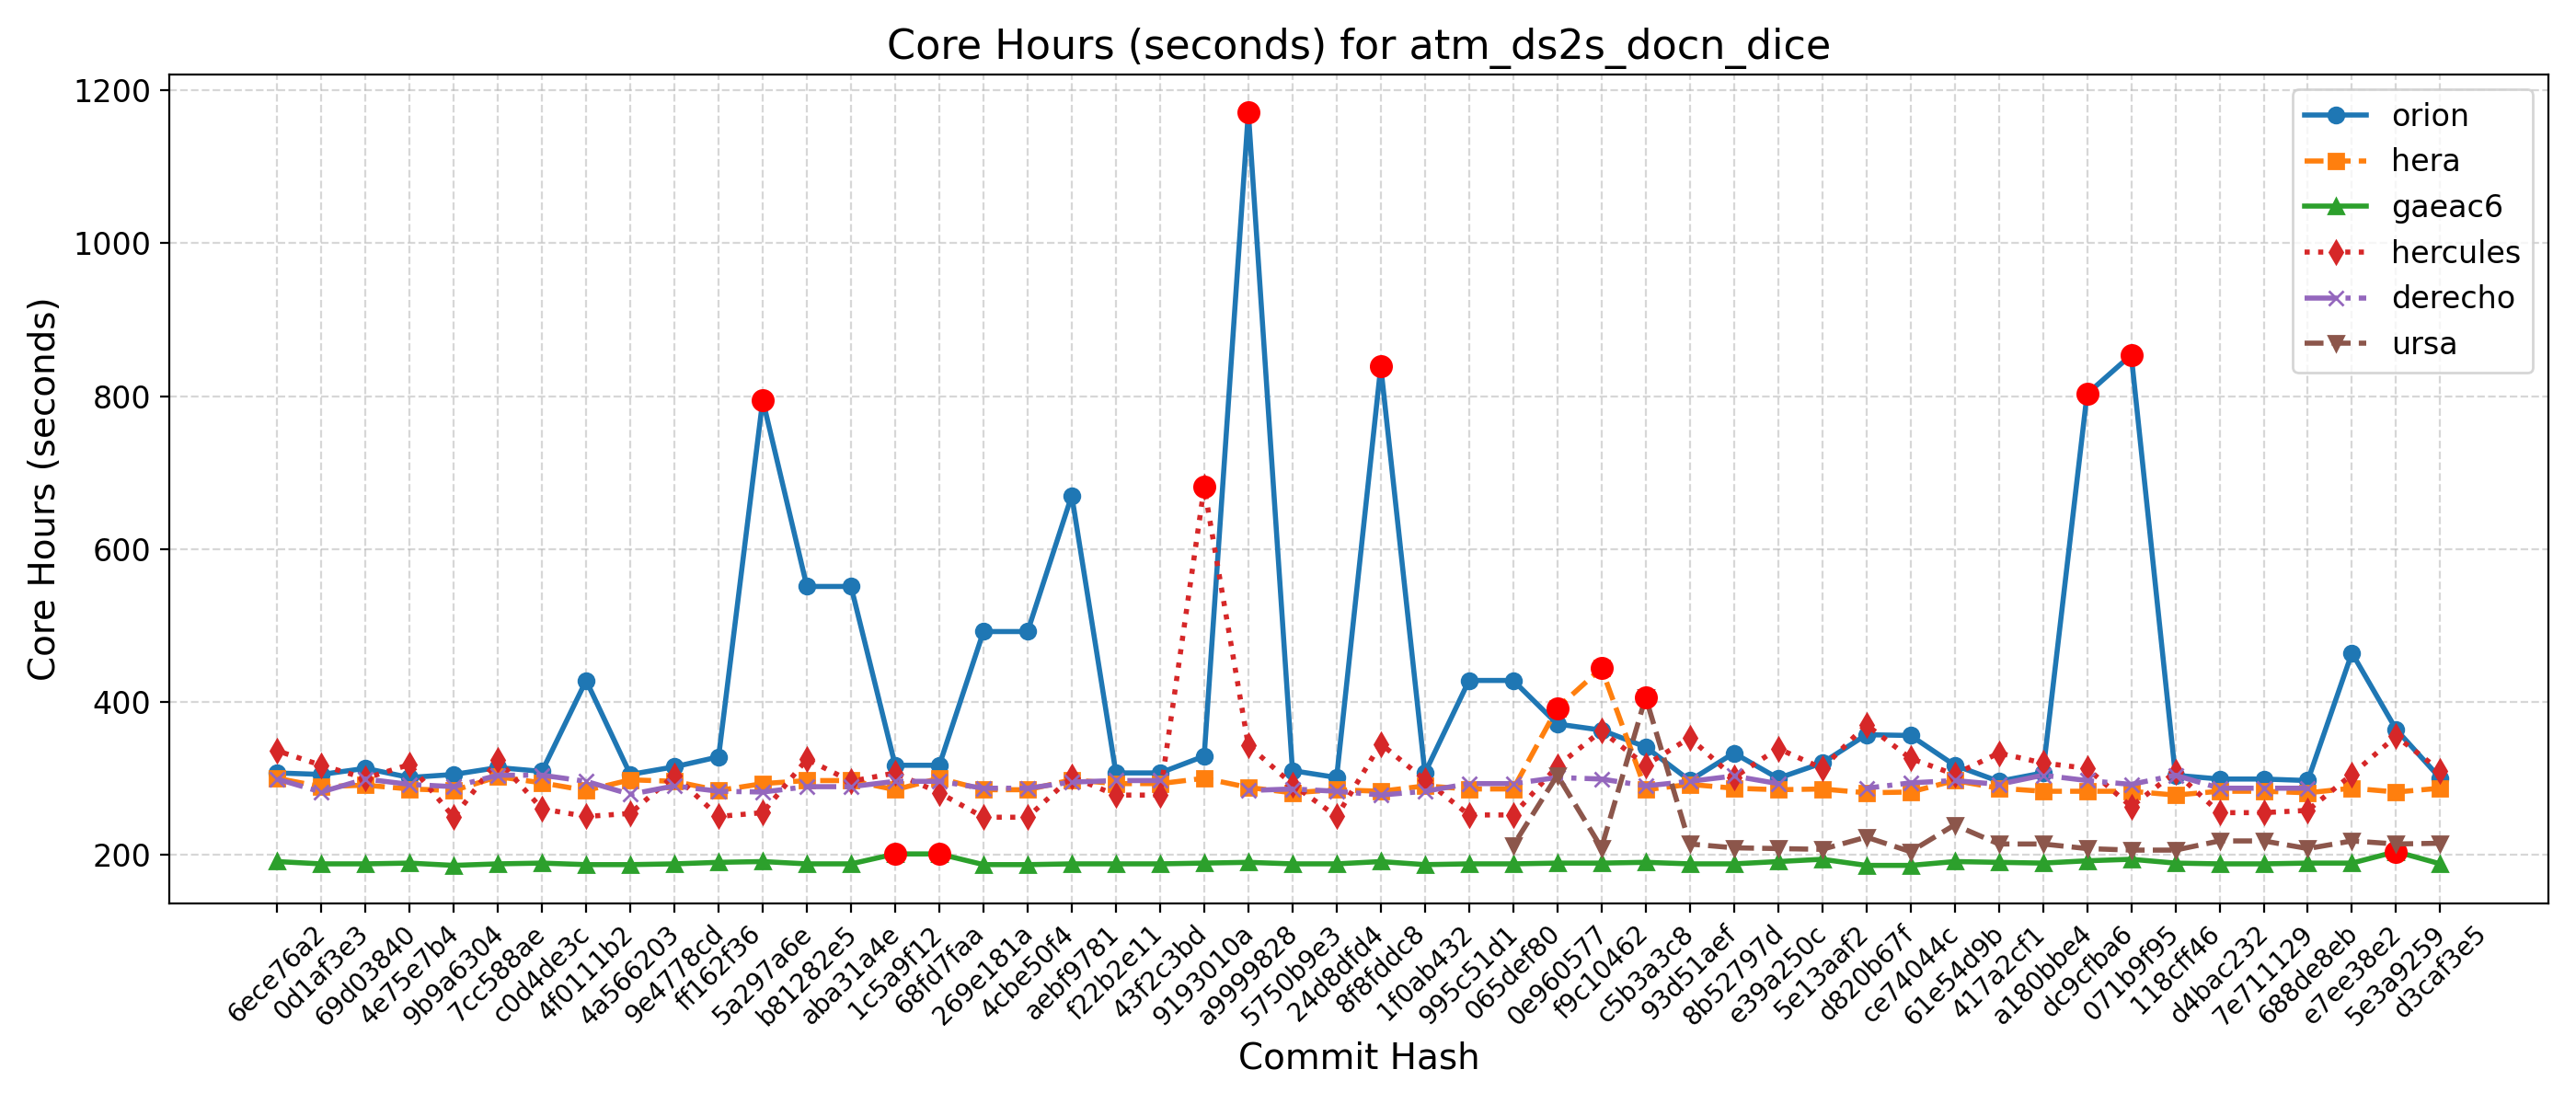 Core Hours (seconds) for atm_ds2s_docn_dice
Core Hours (seconds)
1200
1000
800
600
400
200
orion
hera
gaeac6
hercules
derecho
ursa
6ece76a2
0d1af3e3
69d03840
4e75e7b4
9b9a6304
7cc588ae
c0d4de3c
4f0111b2
4a566203
9e4778cd
ff162f36
5a297a6e
b81282e5
aba31a4e
1c5a9f12
68fd7faa
269e181a
4cbe50f4
aebf9781
f22b2e11
43f2c3bd
9193010a
a9999828
5750b9e3
24d8dfd4
8f8fddc8
1f0ab432
995c51d1
065def80
0e960577
f9c10462
c5b3a3c8
93d51aef
8b52797d
e39a250c
5e13aaf2
d820b67f
ce74044c
61e54d9b
417a2cf1
a180bbe4
dc9cfba6
071b9f95
118cff46
d4bac232
7e711129
688de8eb
e7ee38e2
5e3a9259
d3caf3e5
Commit Hash